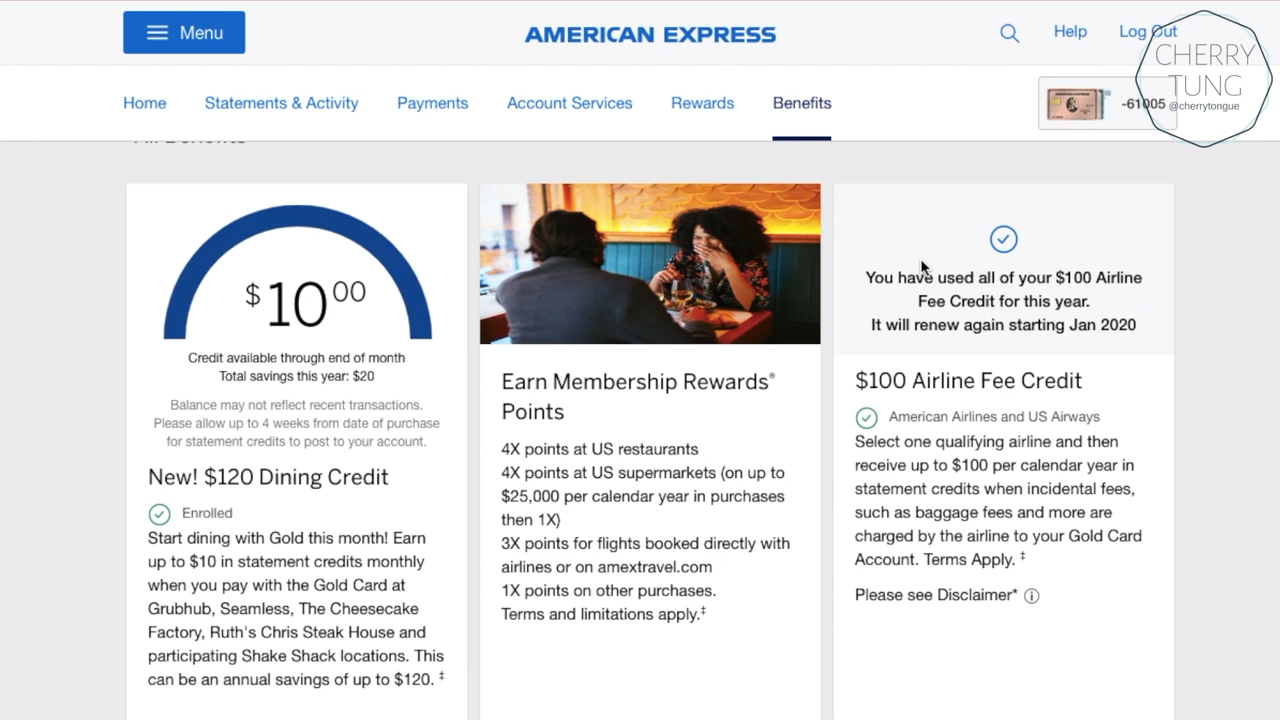 Menu
AMERICAN EXPRESS
Help
Log Out
CHERRY
TUNG
@cherrytongue
Home
Statements & Activity
Payments
Account Services
Rewards
Benefits
-61005
All Benefits
$10 00
Credit available through end of month
Total savings this year: $20
Balance may not reflect recent transactions.
Please allow up to 4 weeks from date of purchase
for statement credits to post to your account.
New! $120 Dining Credit
Enrolled
Start dining with Gold this month! Earn
up to $10 in statement credits monthly
when you pay with the Gold Card at
Grubhub, Seamless, The Cheesecake
Factory, Ruth's Chris Steak House and
participating Shake Shack locations. This
can be an annual savings of up to $120. ‡
Earn Membership Rewards®
Points
4X points at US restaurants
4X points at US supermarkets (on up to
$25,000 per calendar year in purchases
then 1X)
3X points for flights booked directly with
airlines or on amextravel.com
1X points on other purchases.
Terms and limitations apply.‡
You have used all of your $100 Airline
Fee Credit for this year.
It will renew again starting Jan 2020
$100 Airline Fee Credit
American Airlines and US Airways
Select one qualifying airline and then
receive up to $100 per calendar year in
statement credits when incidental fees,
such as baggage fees and more are
charged by the airline to your Gold Card
Account. Terms Apply. ‡
Please see Disclaimer*